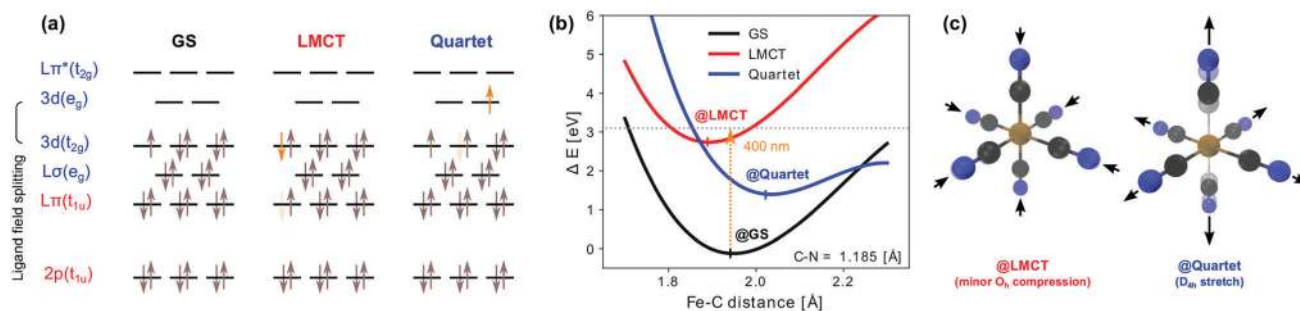 (a)
GS
LMCT
Quartet
Lπ*(t2g)
3d(eg)
3d(t2g)
Lσ(eg)
Lπ(t1u)
2p(t1u)
Ligand field splitting
(b)
6
5
4
3
2
1
0
Δ E [eV]
GS
LMCT
Quartet
@LMCT
400 nm
@Quartet
@GS
C-N = 1.185 [Å]
1.8
2.0
2.2
Fe-C distance [Å]
(c)
@LMCT
(minor Oh compression)
@Quartet
(D4h stretch)